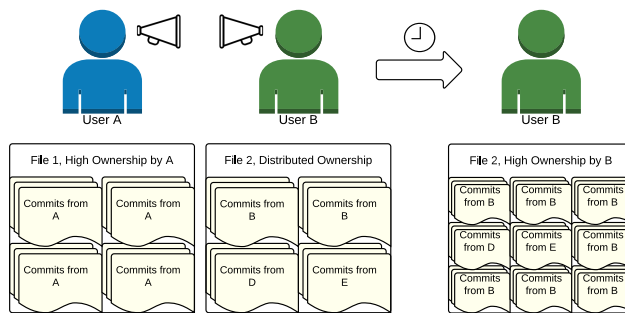 User A
User B
User B
File 1, High Ownership by A
Commits from
A
Commits from
A
Commits from
A
Commits from
A
File 2, Distributed Ownership
Commits from
B
Commits from
B
Commits from
D
Commits from
E
File 2, High Ownership by B
Commits
from B
Commits
from B
Commits
from B
Commits
from D
Commits
from E
Commits
from B
Commits
from B
Commits
from B
Commits
from B